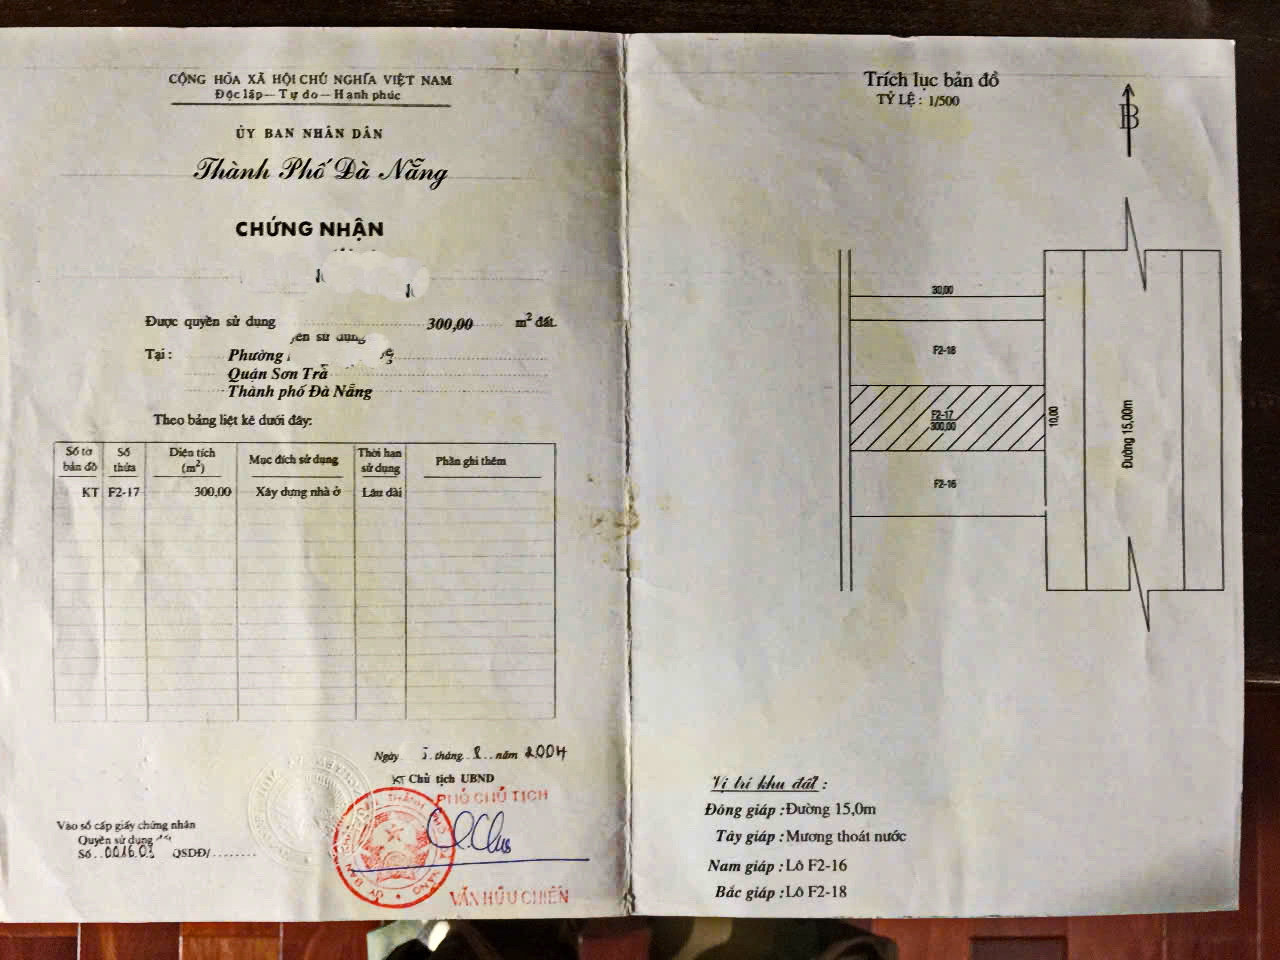 CỘNG HÒA XÃ HỘI CHỦ NGHĨA VIỆT NAM
Độc lập - Tự do - Hạnh phúc
ỦY BAN NHÂN DÂN
Thành Phố Đà Nẵng
CHỨNG NHẬN
Được quyền sử dụng 300,00 m² đất.
Tại : Phường
Quận Sơn Trà
Thành phố Đà Nẵng
Theo bảng liệt kê dưới đây:
Số tờ bản đồ Số thửa Diện tích (m²) Mục đích sử dụng Thời hạn sử dụng Phần ghi thêm
KT F2-17 300,00 Xây dựng nhà ở Lâu dài
Ngày tháng năm 2004
KT Chủ tịch UBND
PHÓ CHỦ TỊCH
VĂN HỮU CHIẾN
Vào sổ cấp giấy chứng nhận
Quyền sử dụng
Số QSDĐ/
Trích lục bản đồ
TỶ LỆ : 1/500
B
30,00
F2-18
F2-17
300,00
10,00
F2-16
Đường 15,00m
Vị trí khu đất :
Đông giáp : Đường 15,0m
Tây giáp : Mương thoát nước
Nam giáp : Lô F2-16
Bắc giáp : Lô F2-18